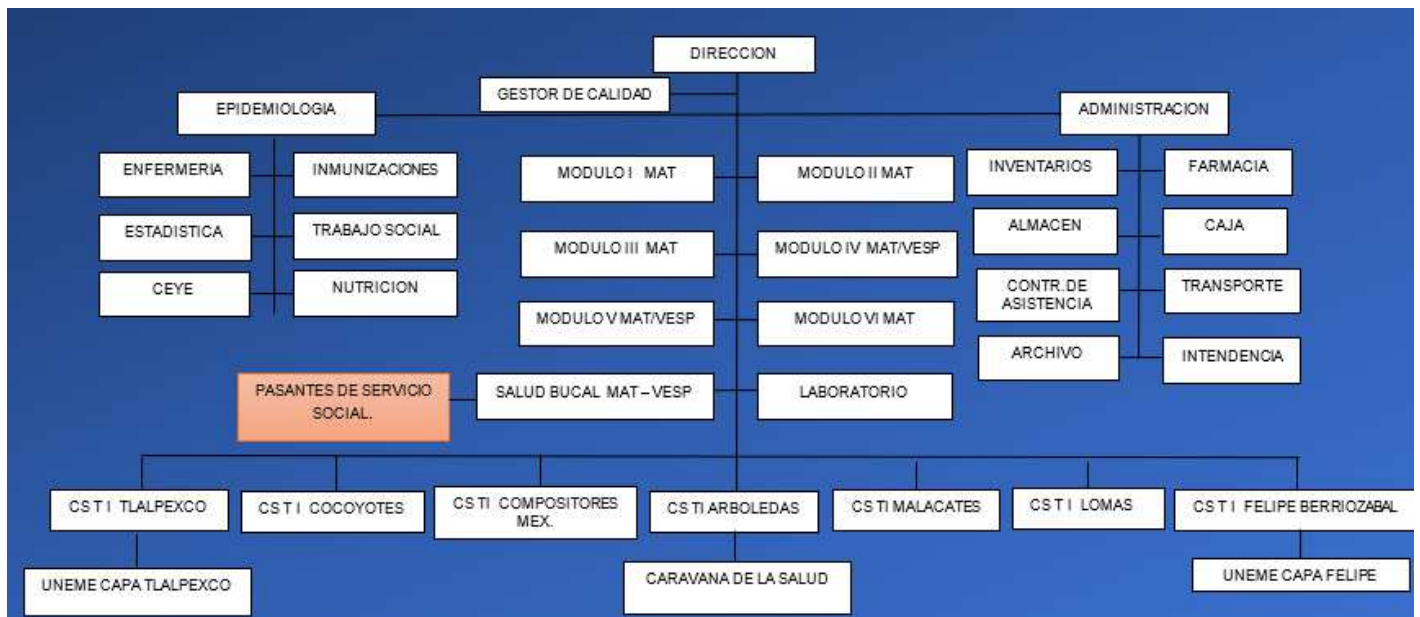 DIRECCION
GESTOR DE CALIDAD
EPIDEMIOLOGIA
ADMINISTRACION
ENFERMERIA
INMUNIZACIONES
ESTADISTICA
TRABAJO SOCIAL
CEYE
NUTRICION
MODULO I MAT
MODULO II MAT
MODULO III MAT
MODULO IV MAT/VESP
MODULO V MAT/VESP
MODULO VI MAT
SALUD BUCAL MAT – VESP
LABORATORIO
PASANTES DE SERVICIO
SOCIAL.
INVENTARIOS
FARMACIA
ALMACEN
CAJA
CONTR. DE
ASISTENCIA
TRANSPORTE
ARCHIVO
INTENDENCIA
CS T I TLALPEXCO
CS T I COCOYOTES
CS TI COMPOSITORES
MEX.
CS TI ARBOLEDAS
CS TI MALACATES
CS T I LOMAS
CS T I FELIPE BERRIOZABAL
UNEME CAPA TLALPEXCO
CARAVANA DE LA SALUD
UNEME CAPA FELIPE